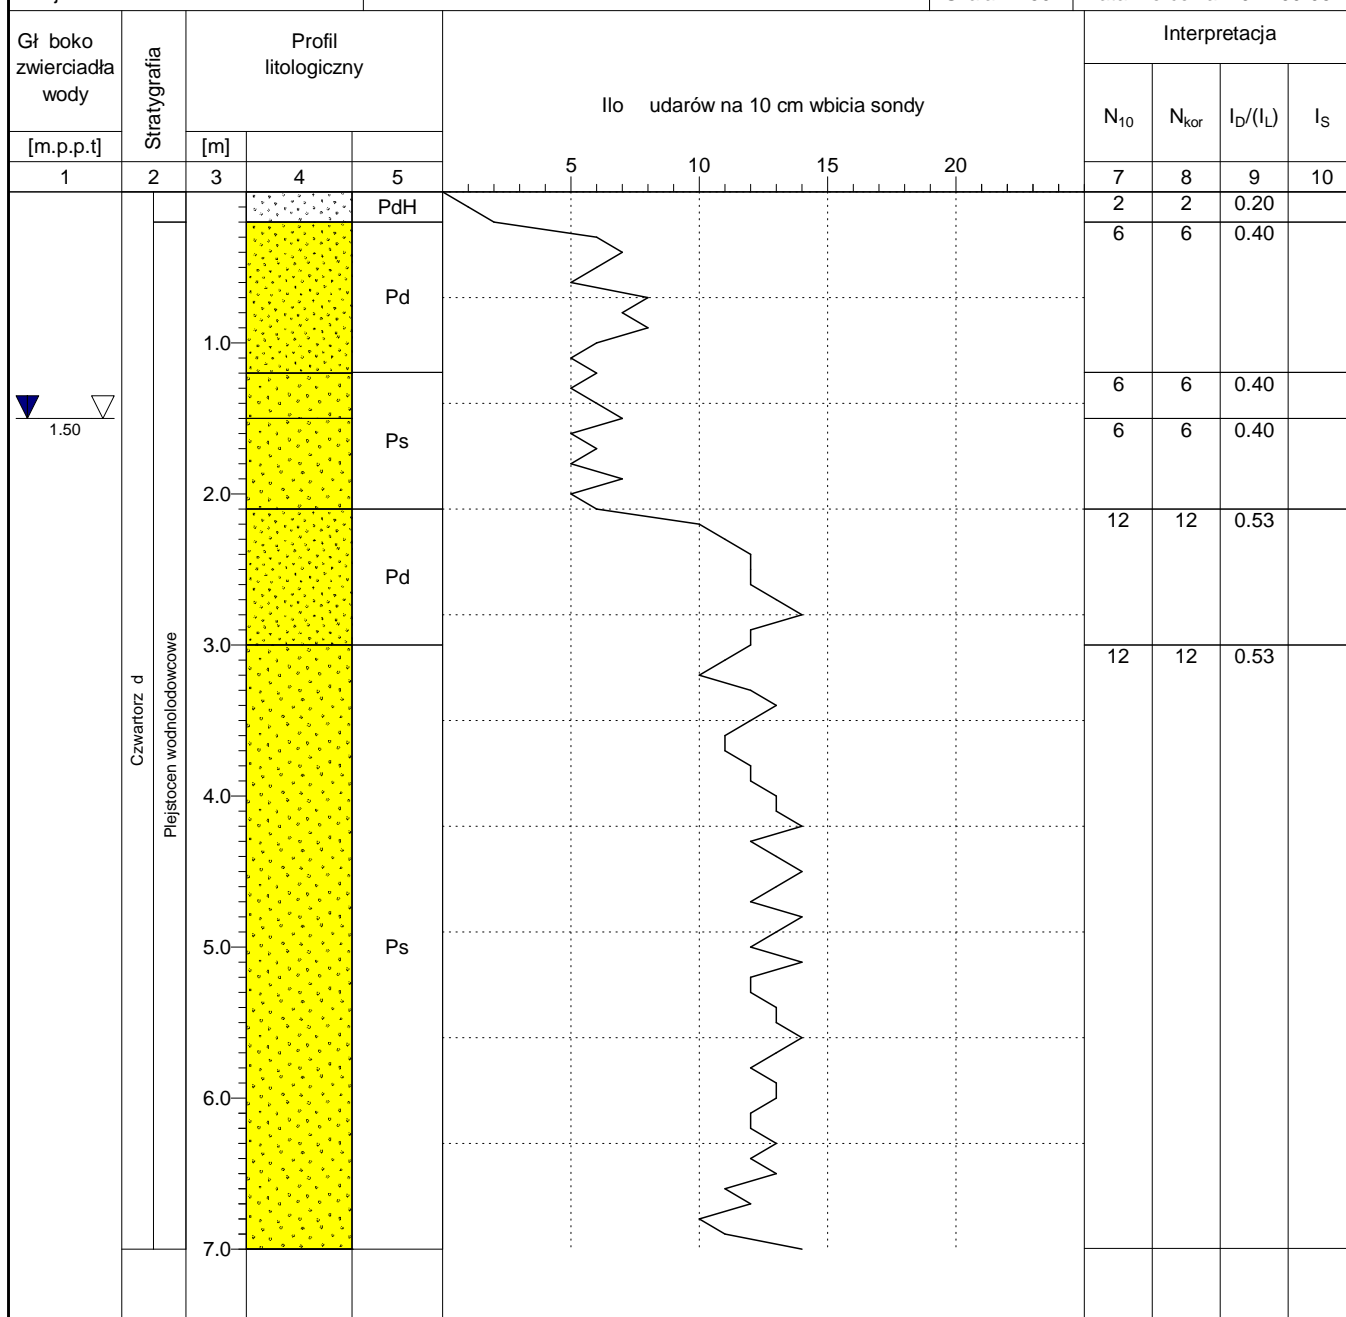 Gł boko
zwierciadła
wody
[m.p.p.t]
Stratygrafia
Profil
litologiczny
[m]
Ilo udarów na 10 cm wbicia sondy
5 10 15 20
Interpretacja
N10 Nkor ID/(IL) IS
1 2 3 4 5 7 8 9 10
PdH 2 2 0.20
6 6 0.40
Pd
1.0
6 6 0.40
1.50
6 6 0.40
Ps
2.0
12 12 0.53
Pd
3.0
12 12 0.53
Czwartorz d
Plejstocen wodnolodowcowe
4.0
5.0
Ps
6.0
7.0